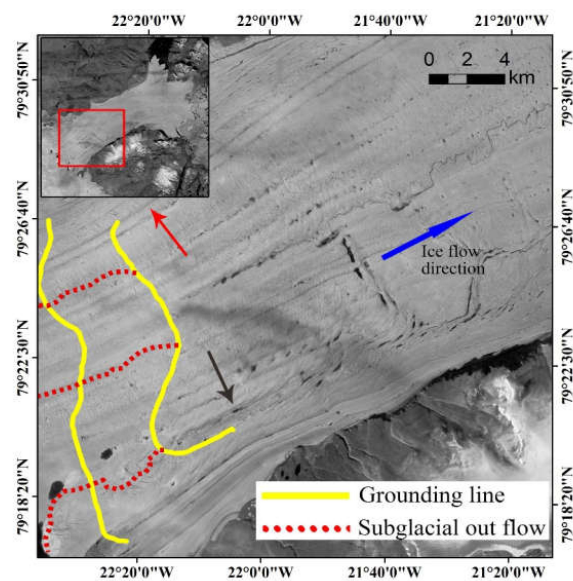 22°20'0"W 22°0'0"W 21°40'0"W 21°20'0"W
0 2 4
km
79°30'50"N 79°30'50"N
79°26'40"N 79°26'40"N
Ice flow
direction
79°22'30"N 79°22'30"N
79°18'20"N 79°18'20"N
Grounding line
Subglacial out flow
22°20'0"W 22°0'0"W 21°40'0"W 21°20'0"W